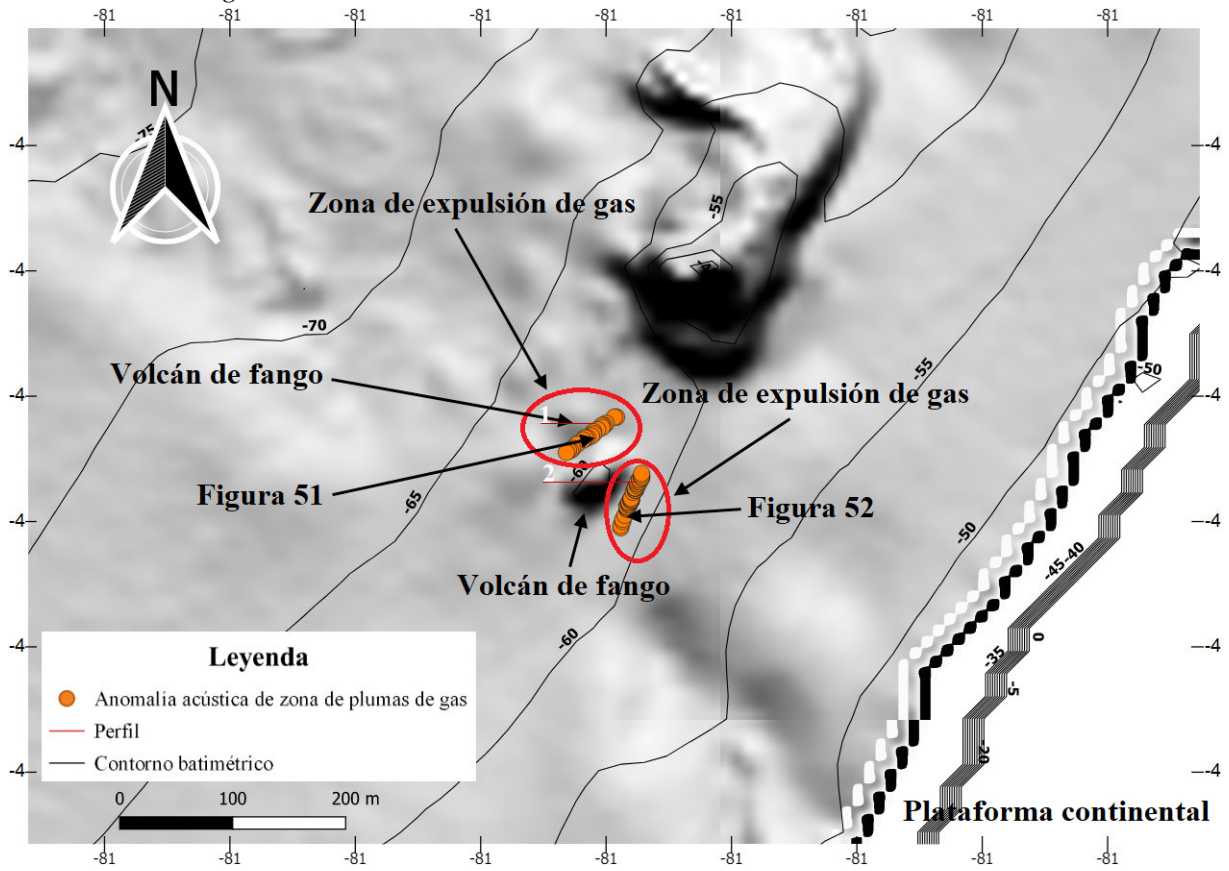 -81 -81 -81 -81 -81 -81 -81 -81 -81
N
-75
-4 -4
Zona de expulsión de gas
-55
-4 -4
-70
-55
-50
Volcán de fango
Zona de expulsión de gas
-4 -4
1
-60
2
-65
Figura 51
Figura 52
-4 -4
-50
-45 -40
Volcán de fango
-60
0
-4 -4
-35
-5
Leyenda
Anomalía acústica de zona de plumas de gas
Perfil
Contorno batimétrico
-20
-4 -4
0 100 200 m
Plataforma continental
-81 -81 -81 -81 -81 -81 -81 -81 -81